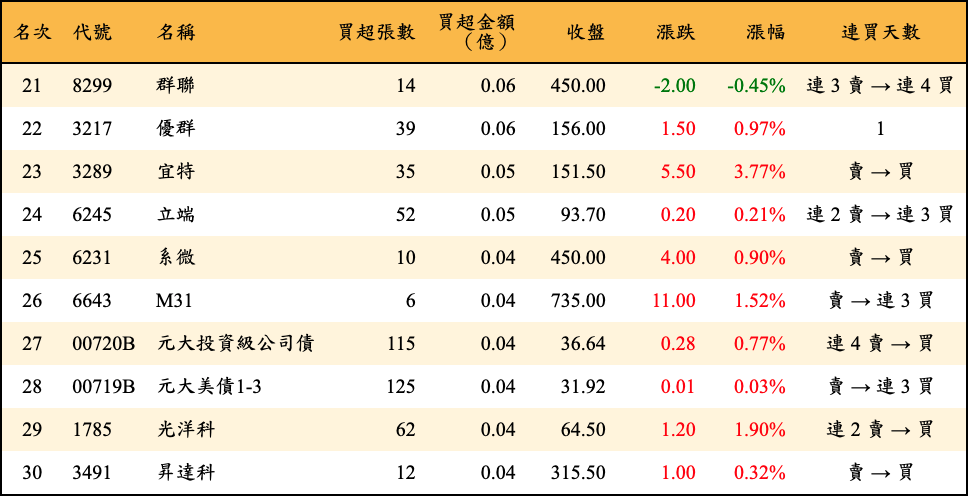 名次 代號 名稱 買超張數 買超金額（億） 收盤 漲跌 漲幅 連買天數
21 8299 群聯 14 0.06 450.00 -2.00 -0.45% 連 3 賣 → 連 4 買
22 3217 優群 39 0.06 156.00 1.50 0.97% 1
23 3289 宜特 35 0.05 151.50 5.50 3.77% 賣 → 買
24 6245 立端 52 0.05 93.70 0.20 0.21% 連 2 賣 → 連 3 買
25 6231 系微 10 0.04 450.00 4.00 0.90% 賣 → 買
26 6643 M31 6 0.04 735.00 11.00 1.52% 賣 → 連 3 買
27 00720B 元大投資級公司債 115 0.04 36.64 0.28 0.77% 連 4 賣 → 買
28 00719B 元大美債1-3 125 0.04 31.92 0.01 0.03% 賣 → 連 3 買
29 1785 光洋科 62 0.04 64.50 1.20 1.90% 連 2 賣 → 買
30 3491 昇達科 12 0.04 315.50 1.00 0.32% 賣 → 買